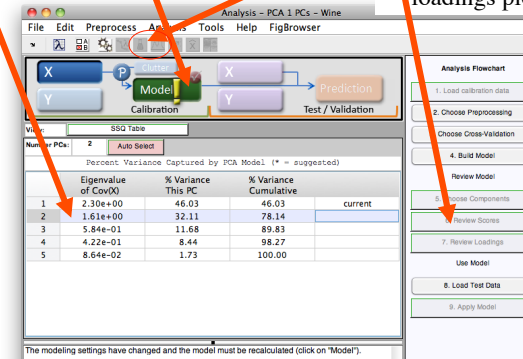 loadings pl
Analysis - PCA 1 PCs - Wine
File Edit Preprocess Analysis Tools Help FigBrowser
X
P
Clutter
X
Model
Prediction
Y
Y
Calibration
Test / Validation
View:
SSQ Table
Number PCs:
2
Auto Select
Percent Variance Captured by PCA Model (* = suggested)
Eigenvalue of Cov(X)
% Variance This PC
% Variance Cumulative
1 2.30e+00 46.03 46.03 current
2 1.61e+00 32.11 78.14
3 5.84e-01 11.68 89.83
4 4.22e-01 8.44 98.27
5 8.64e-02 1.73 100.00
The modeling settings have changed and the model must be recalculated (click on "Model").
Analysis Flowchart
1. Load calibration data
2. Choose Preprocessing
Choose Cross-Validation
4. Build Model
Review Model
5. Choose Components
6. Review Scores
7. Review Loadings
Use Model
8. Load Test Data
9. Apply Model